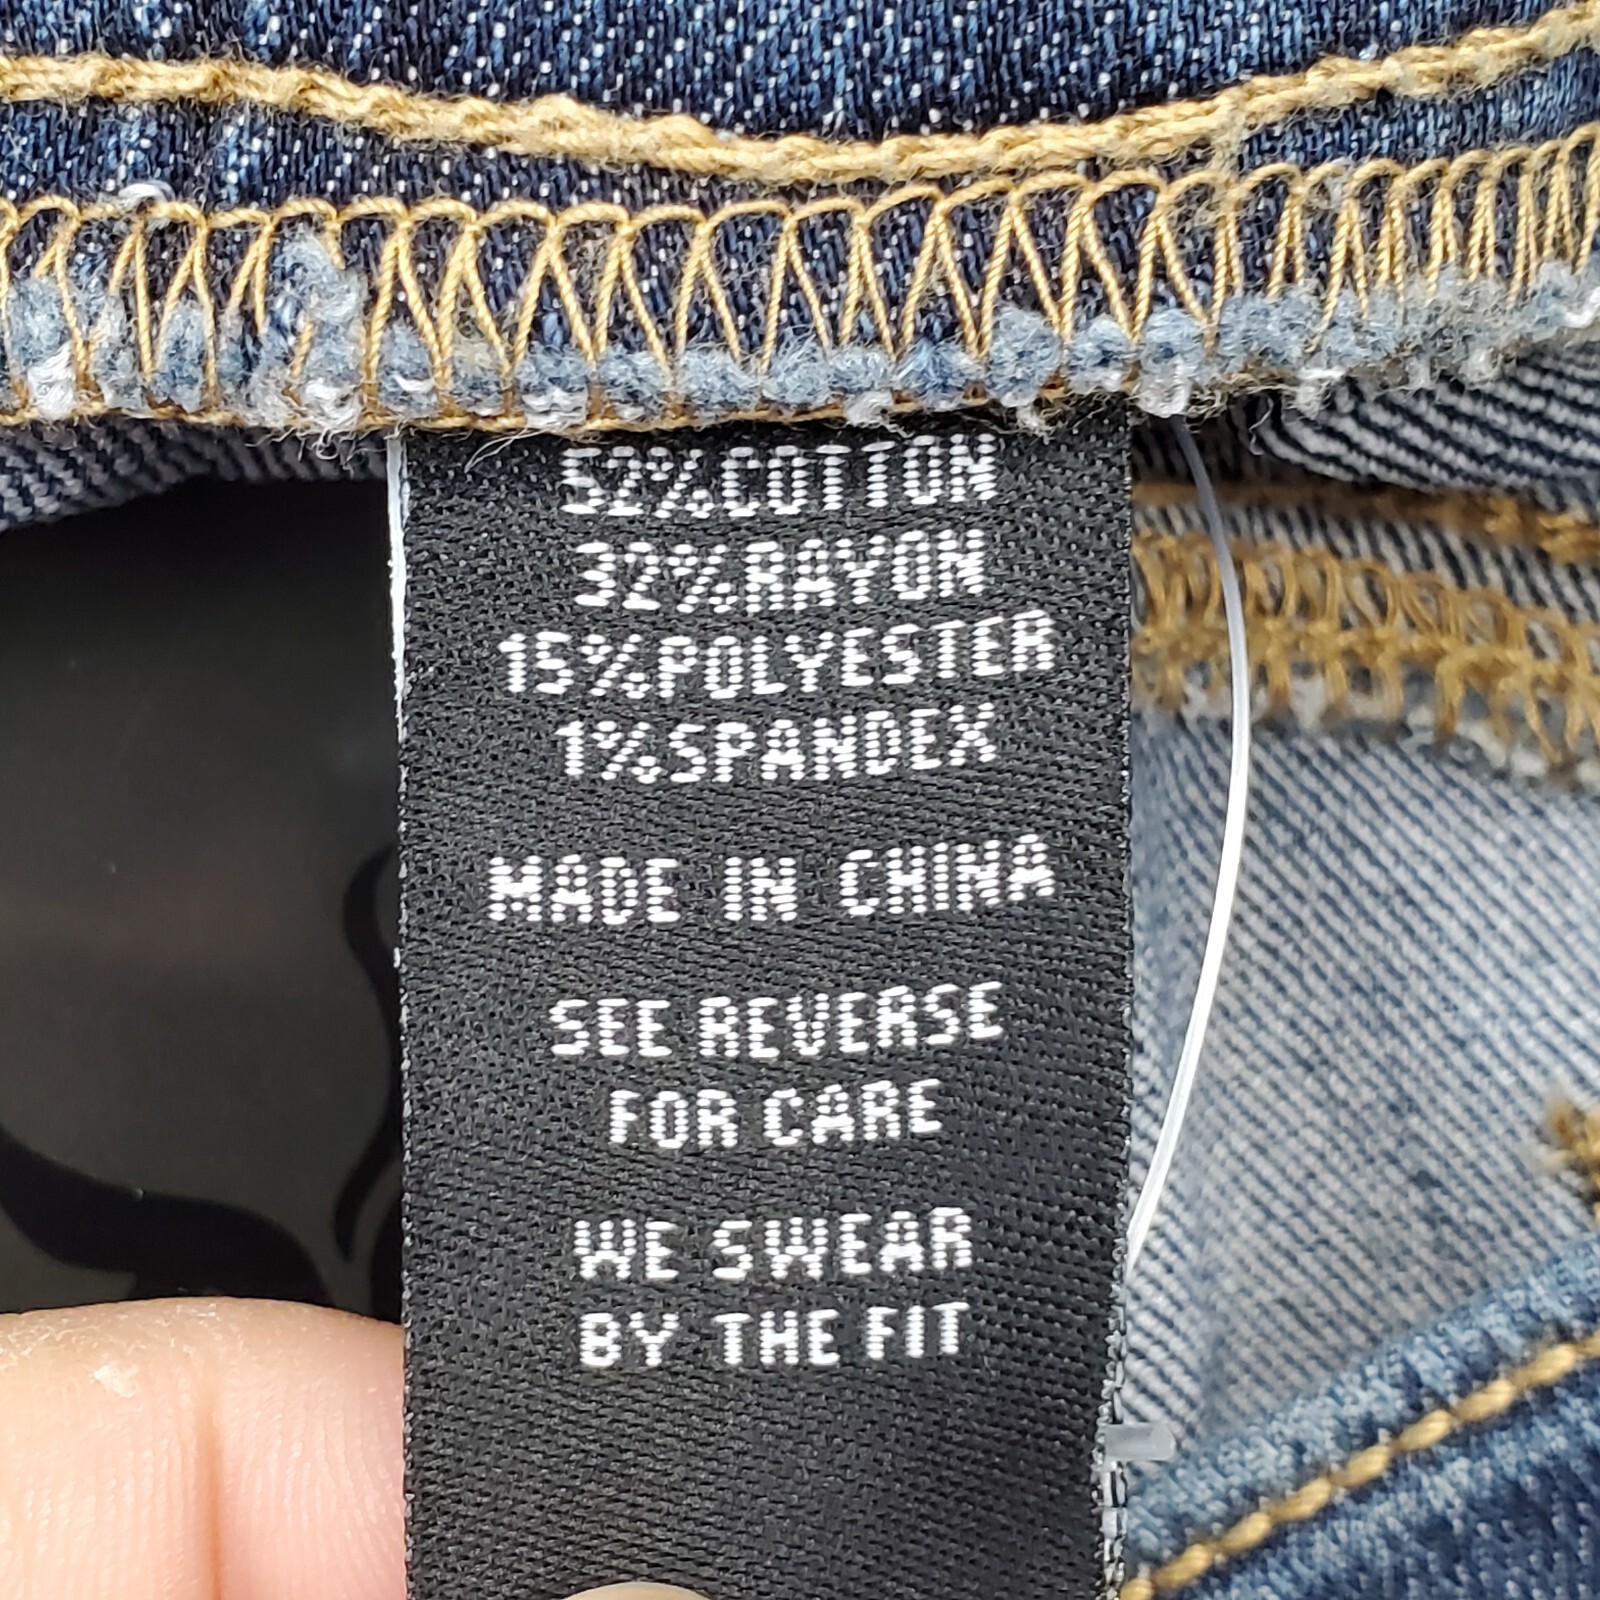 52%COTTON
32%RAYON
15%POLYESTER
1%SPANDEX
MADE IN CHINA
SEE REVERSE
FOR CARE
WE SWEAR
BY THE FIT